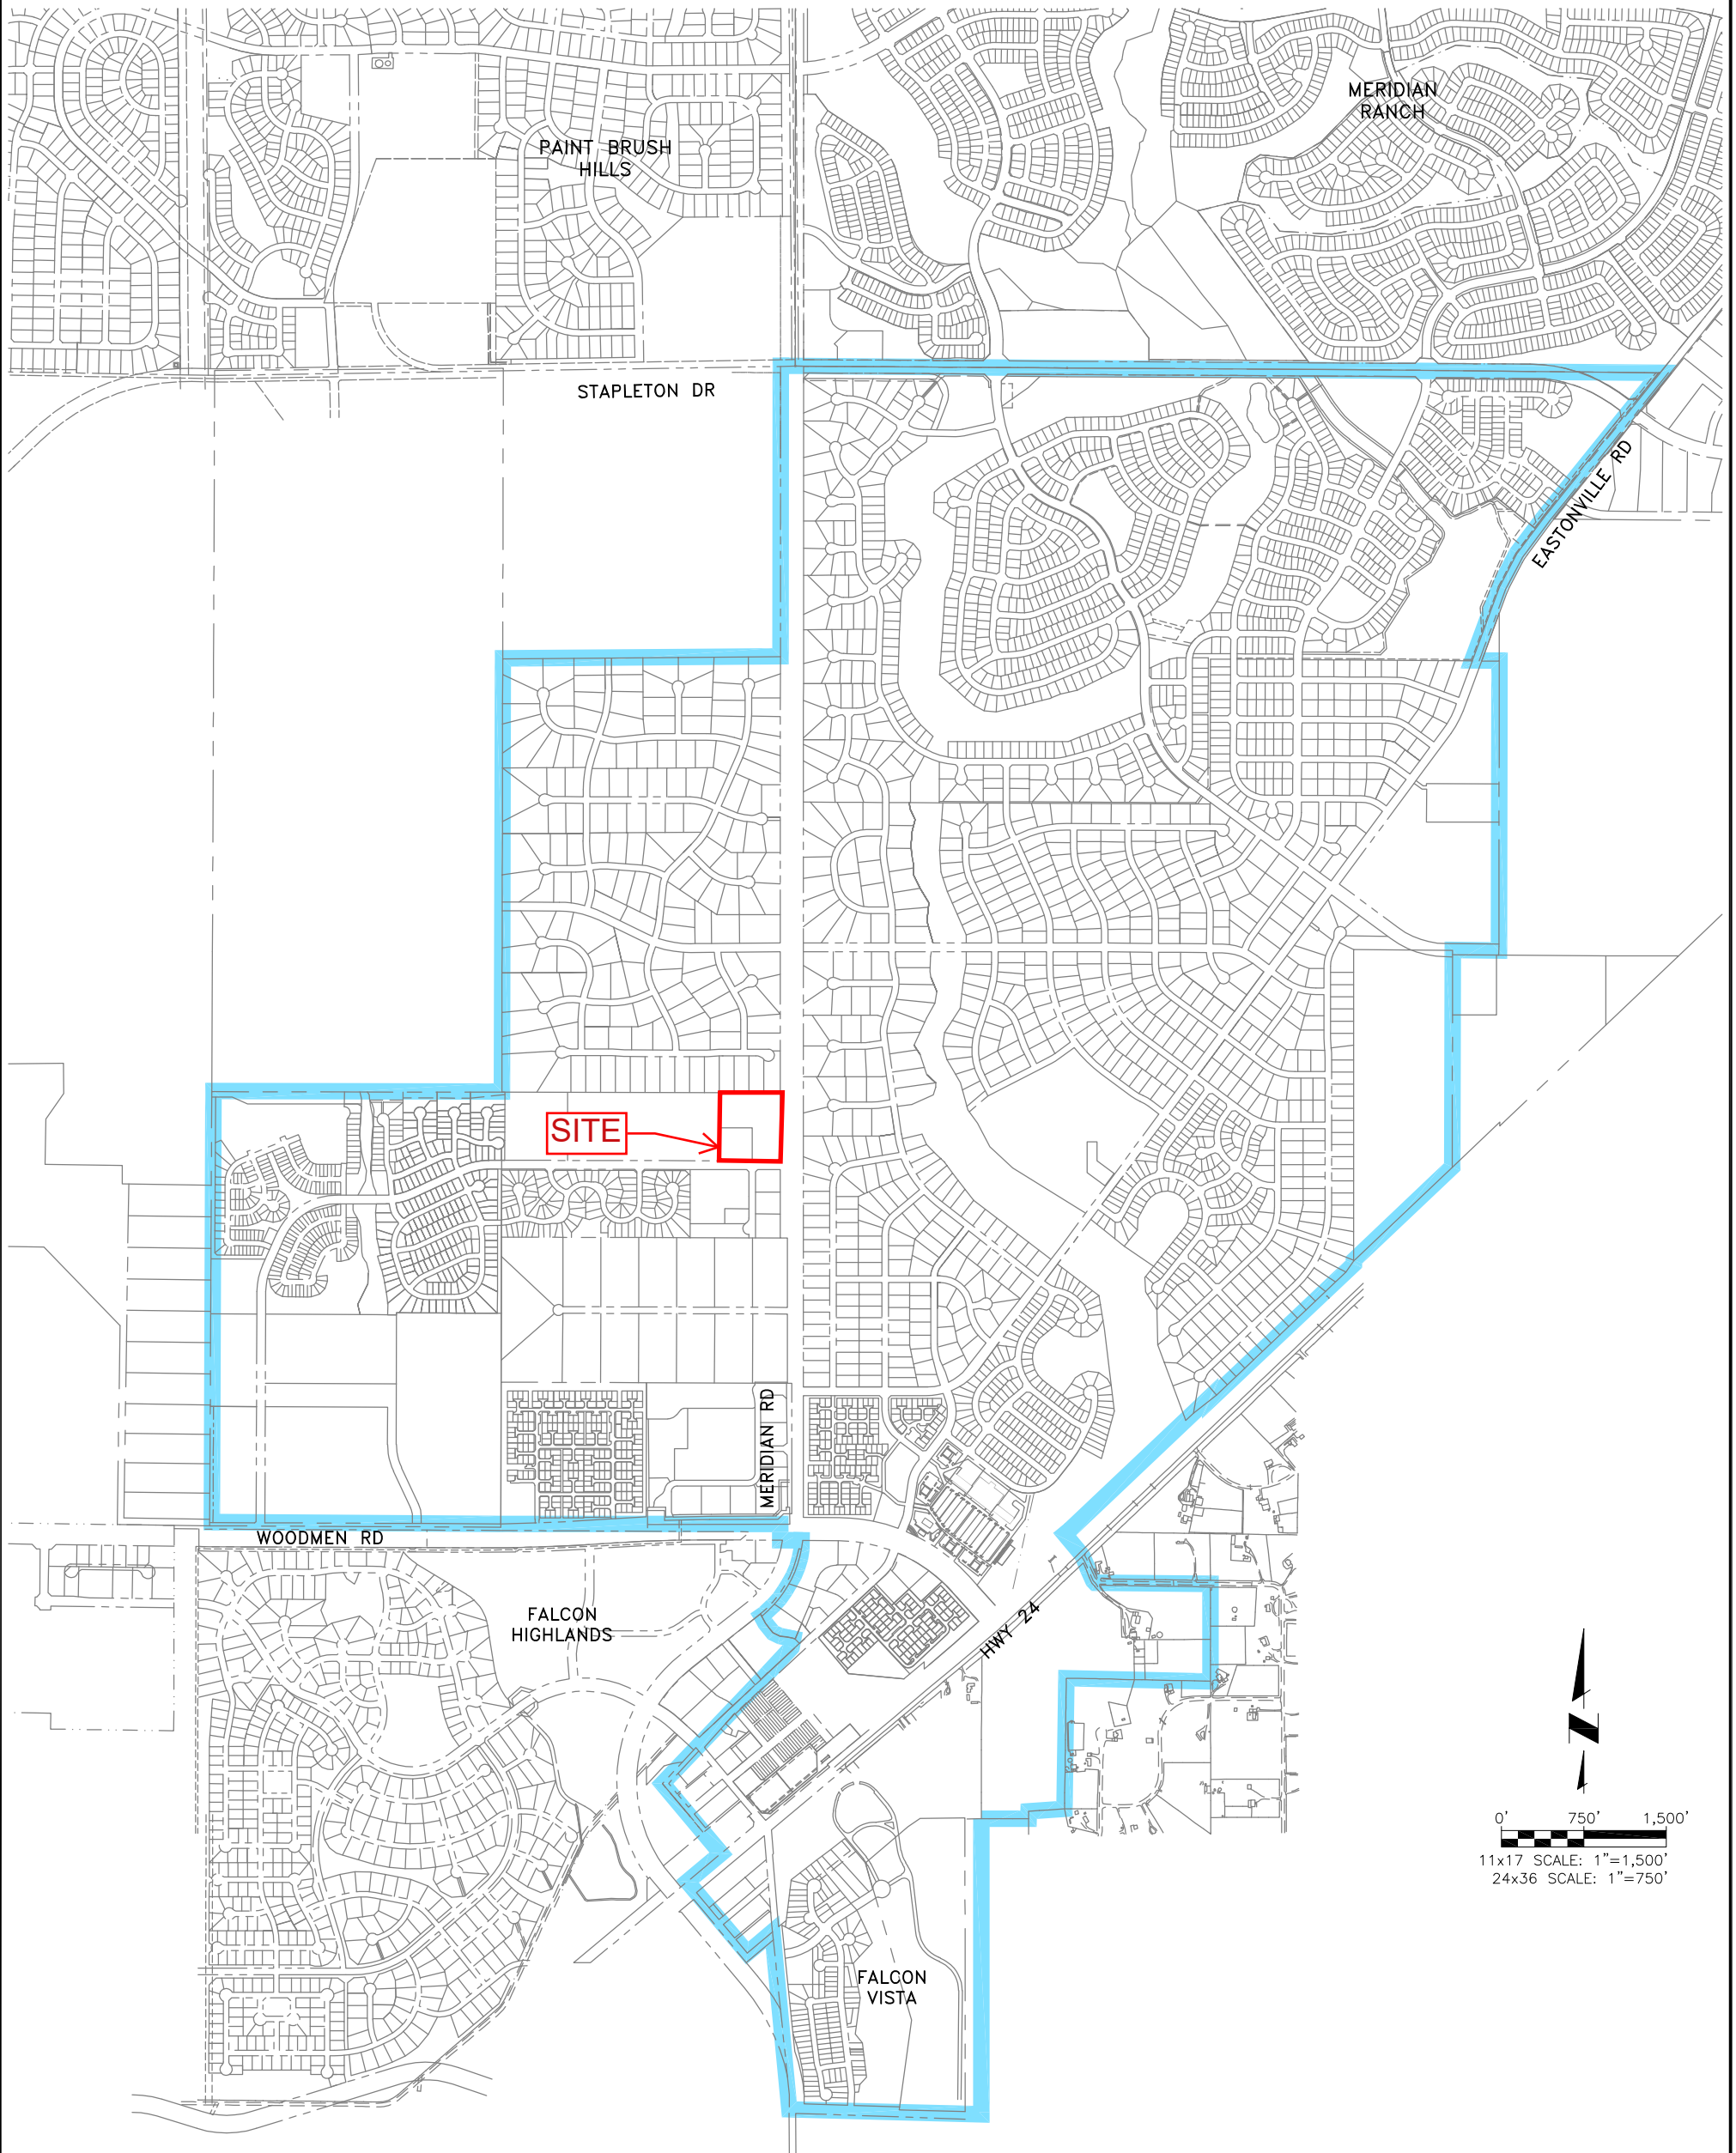 MERIDIAN
RANCH
PAINT BRUSH
HILLS
STAPLETON DR
EASTONVILLE RD
SITE
MERIDIAN RD
WOODMEN RD
FALCON
HIGHLANDS
HWY 24
N
0' 750' 1,500'
11x17 SCALE: 1"=1,500'
24x36 SCALE: 1"=750'
FALCON
VISTA